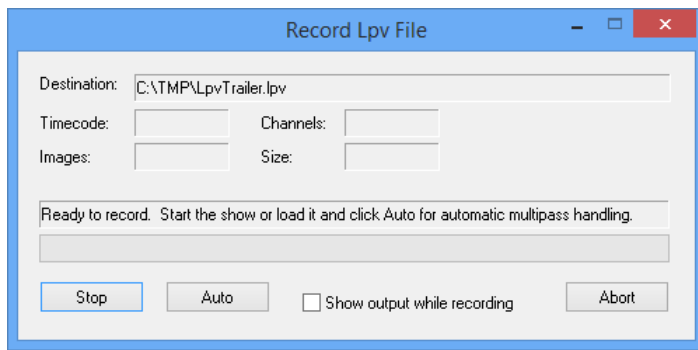 Record Lpv File
Destination: C:\TMP\LpvTrailer.lpv
Timecode: Channels:
Images: Size:
Ready to record. Start the show or load it and click Auto for automatic multipass handling.
Stop Auto Show output while recording Abort